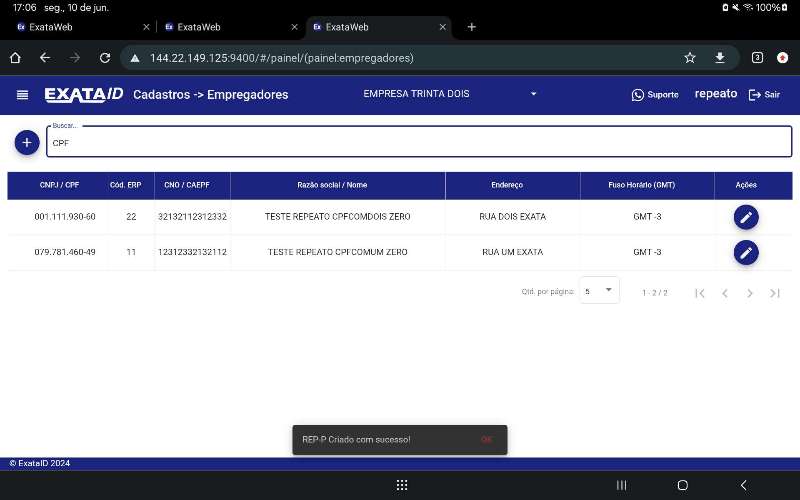 17:06 seg., 10 de jun. 100%
Ex ExataWeb
Ex ExataWeb
Ex ExataWeb
144.22.149.125:9400/#/painel/(painel:empregadores) 3
EXATAID Cadastros -> Empregadores EMPRESA TRINTA DOIS Suporte repeato Sair
Buscar...
CPF
CNPJ / CPF Cód. ERP CNO / CAEPF Razão social / Nome Endereço Fuso Horário (GMT) Ações
001.111.930-60 22 32132112312332 TESTE REPEATO CPFCOMDOIS ZERO RUA DOIS EXATA GMT -3
079.781.460-49 11 12312332132112 TESTE REPEATO CPFCOMUM ZERO RUA UM EXATA GMT -3
Qtd. por página: 5 1 - 2 / 2
REP-P Criado com sucesso! OK
© ExataID 2024